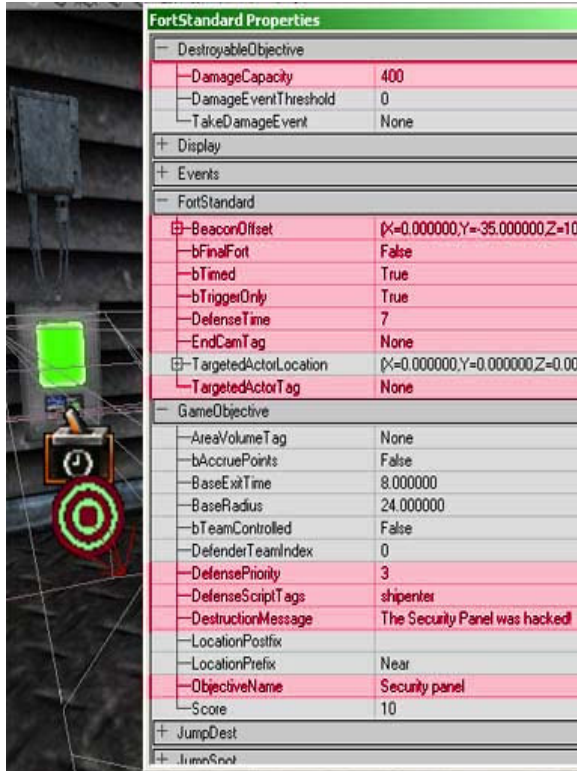 FortStandard Properties
DestroyableObjective
DamageCapacity 400
DamageEventThreshold 0
TakeDamageEvent None
Display
Events
FortStandard
BeaconOffset (X=0.000000,Y=-35.000000,Z=10
bFinalFort False
bTimed True
bTriggerOnly True
DefenseTime 7
EndCamTag None
TargetedActorLocation (X=0.000000,Y=0.000000,Z=0.00
TargetedActorTag None
GameObjective
AreaVolumeTag None
bAccruePoints False
BaseExitTime 8.000000
BaseRadius 24.000000
bTeamControlled False
DefenderTeamIndex 0
DefensePriority 3
DefenseScriptTags shipenter
DestructionMessage The Security Panel was hacked!
LocationPostfix
LocationPrefix Near
ObjectiveName Security panel
Score 10
JumpDest
JumpSpot